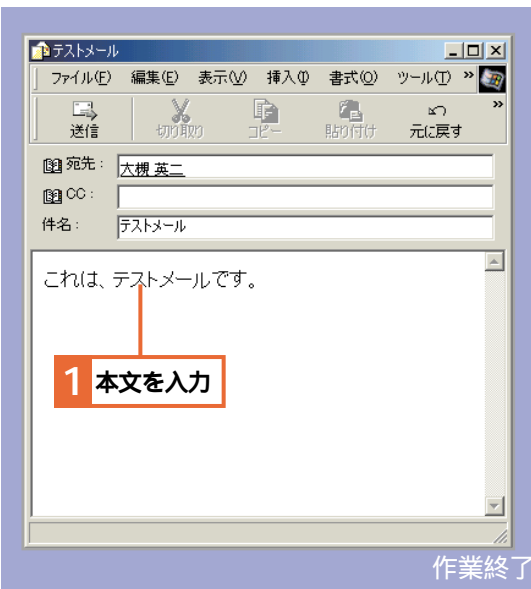 テストメール
ファイル(F) 編集(E) 表示(V) 挿入(I) 書式(O) ツール(T) »
送信 切り取り コピー 貼り付け 元に戻す »
宛先: 大槻 英二
CC:
件名: テストメール
これは、テストメールです。
1 本文を入力
作業終了